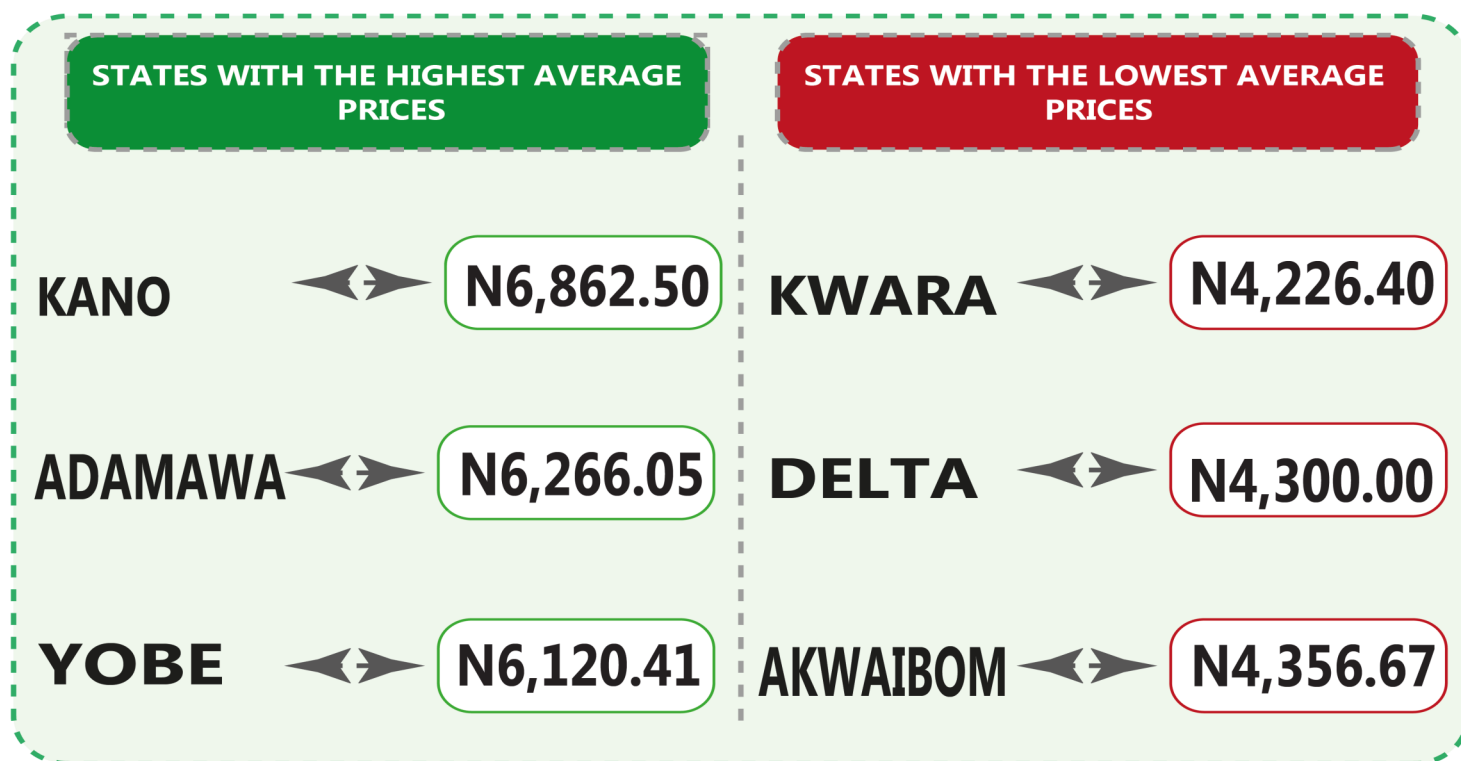 STATES WITH THE HIGHEST AVERAGE
PRICES
KANO N6,862.50
ADAMAWA N6,266.05
YOBE N6,120.41
STATES WITH THE LOWEST AVERAGE
PRICES
KWARA N4,226.40
DELTA N4,300.00
AKWAIBOM N4,356.67